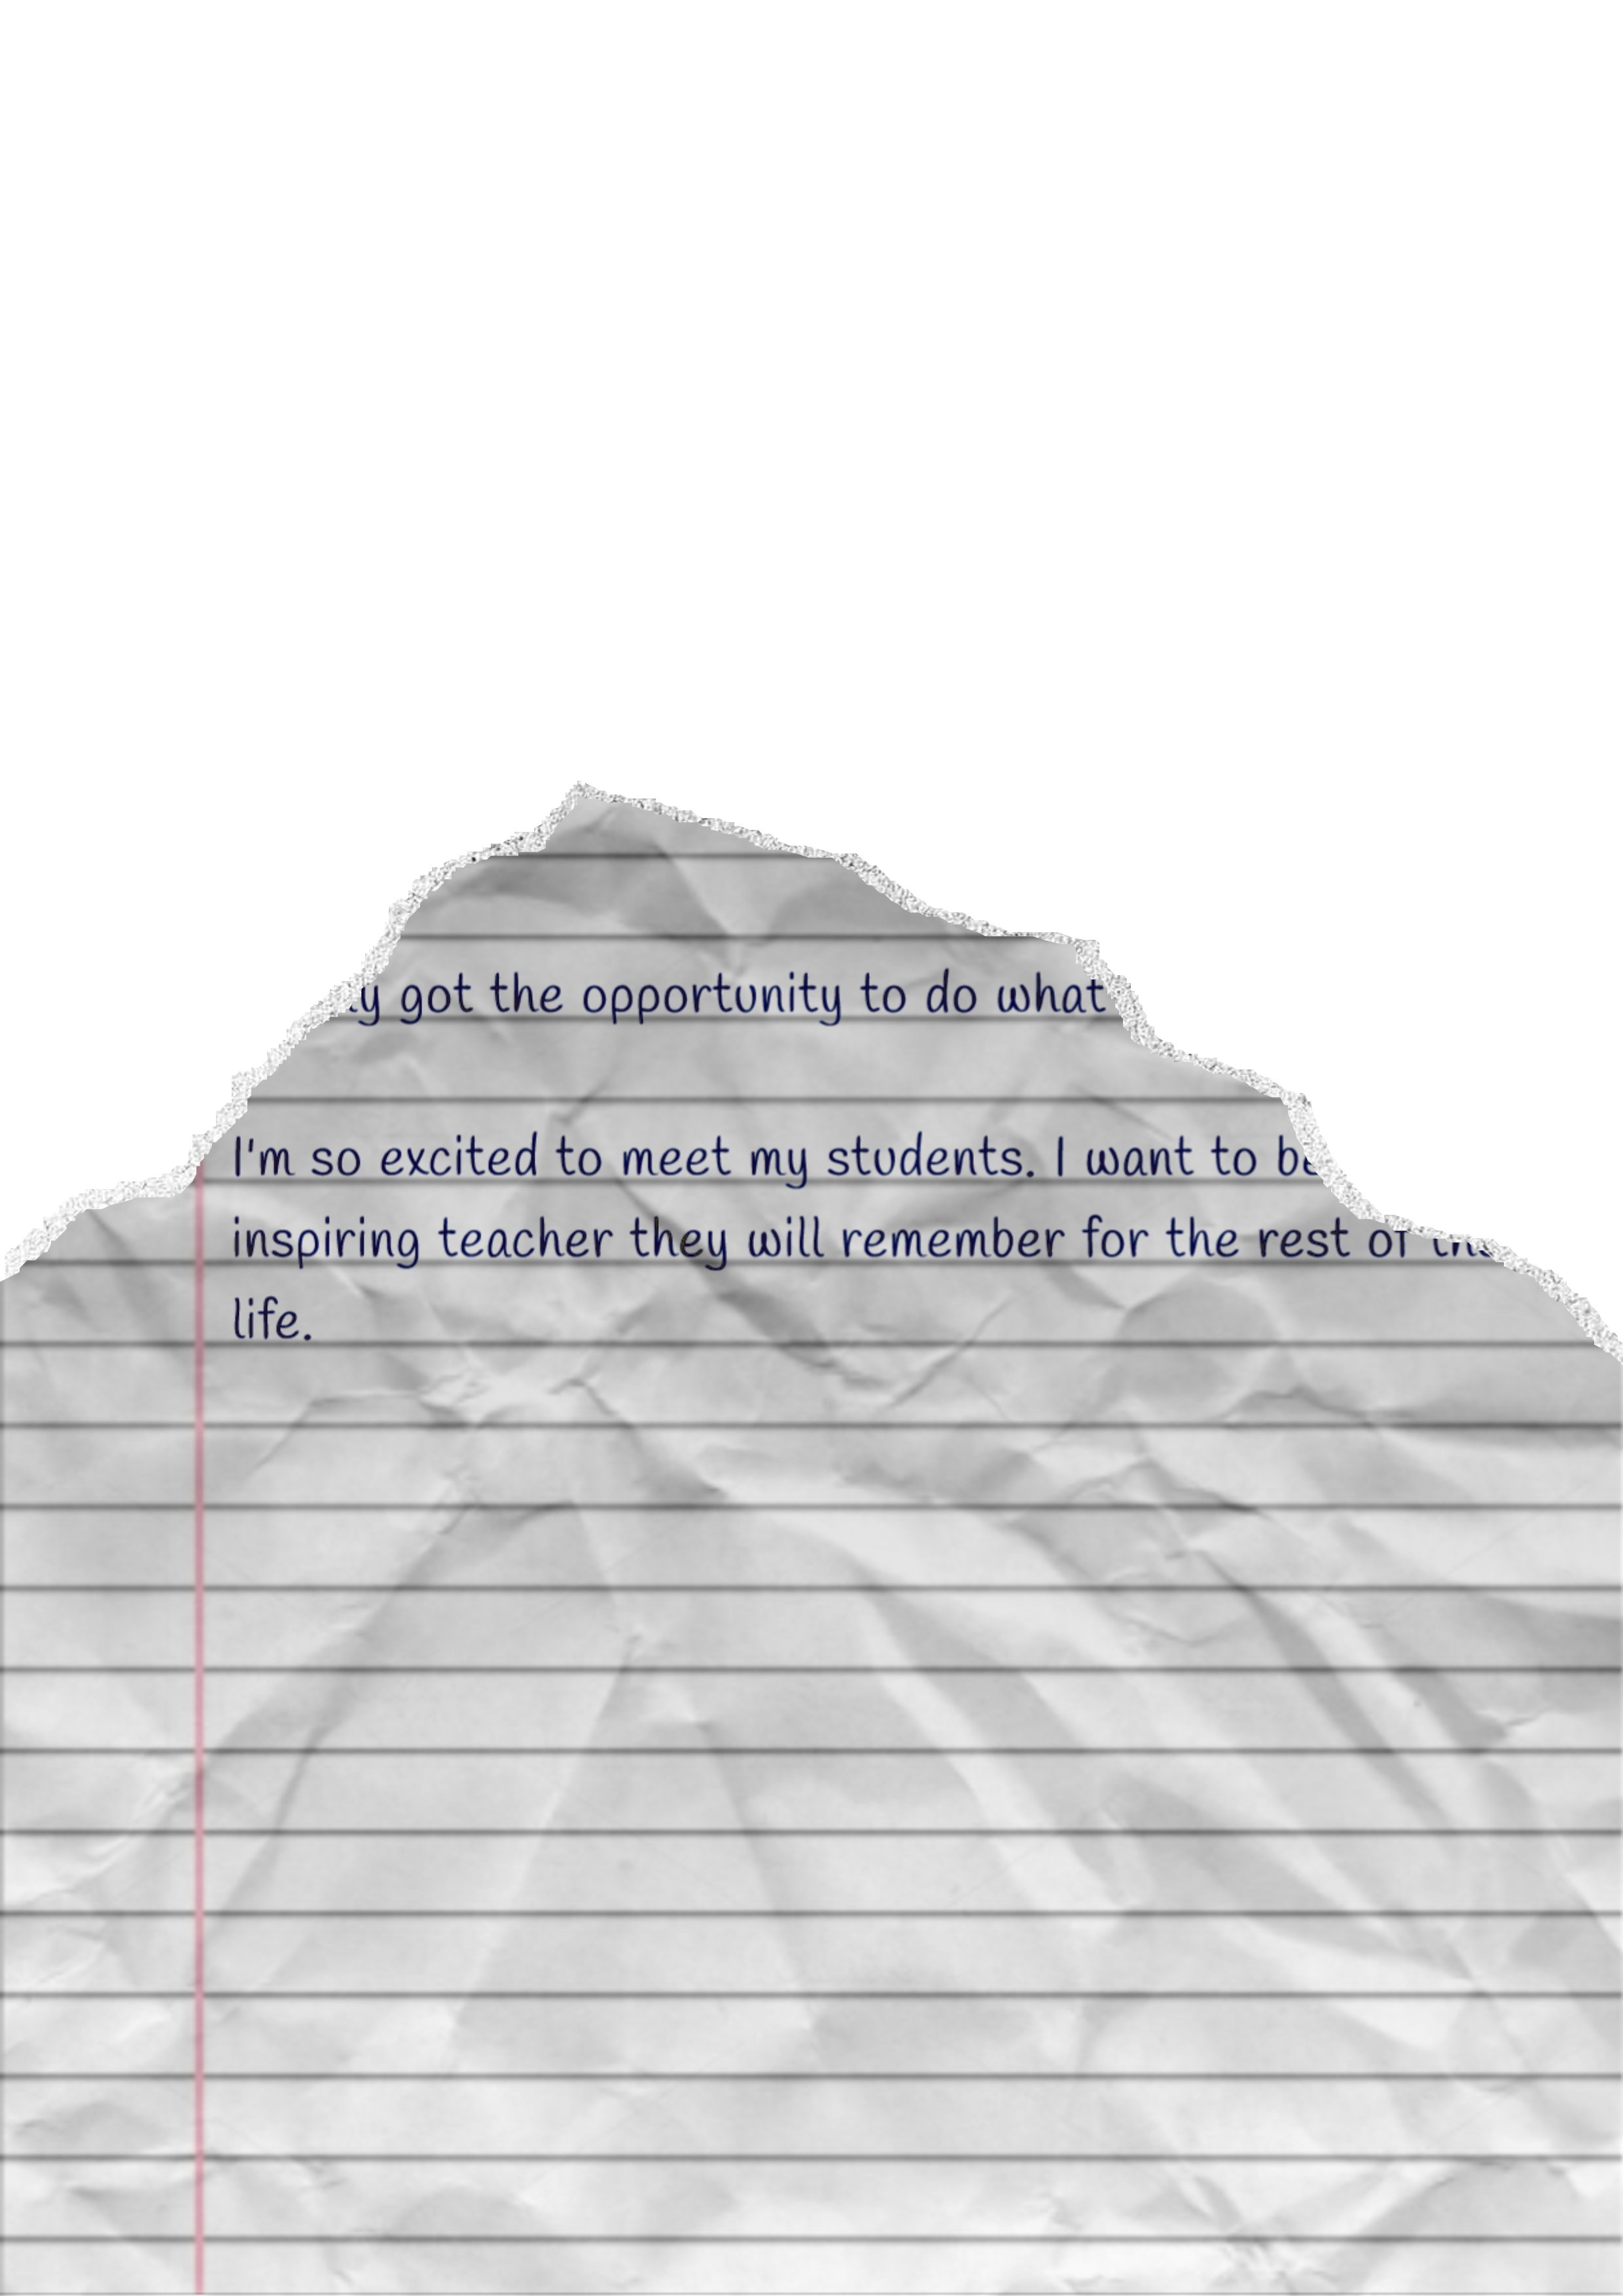 got the opportunity to do what
I'm so excited to meet my students. I want to be
inspiring teacher they will remember for the rest of
life.